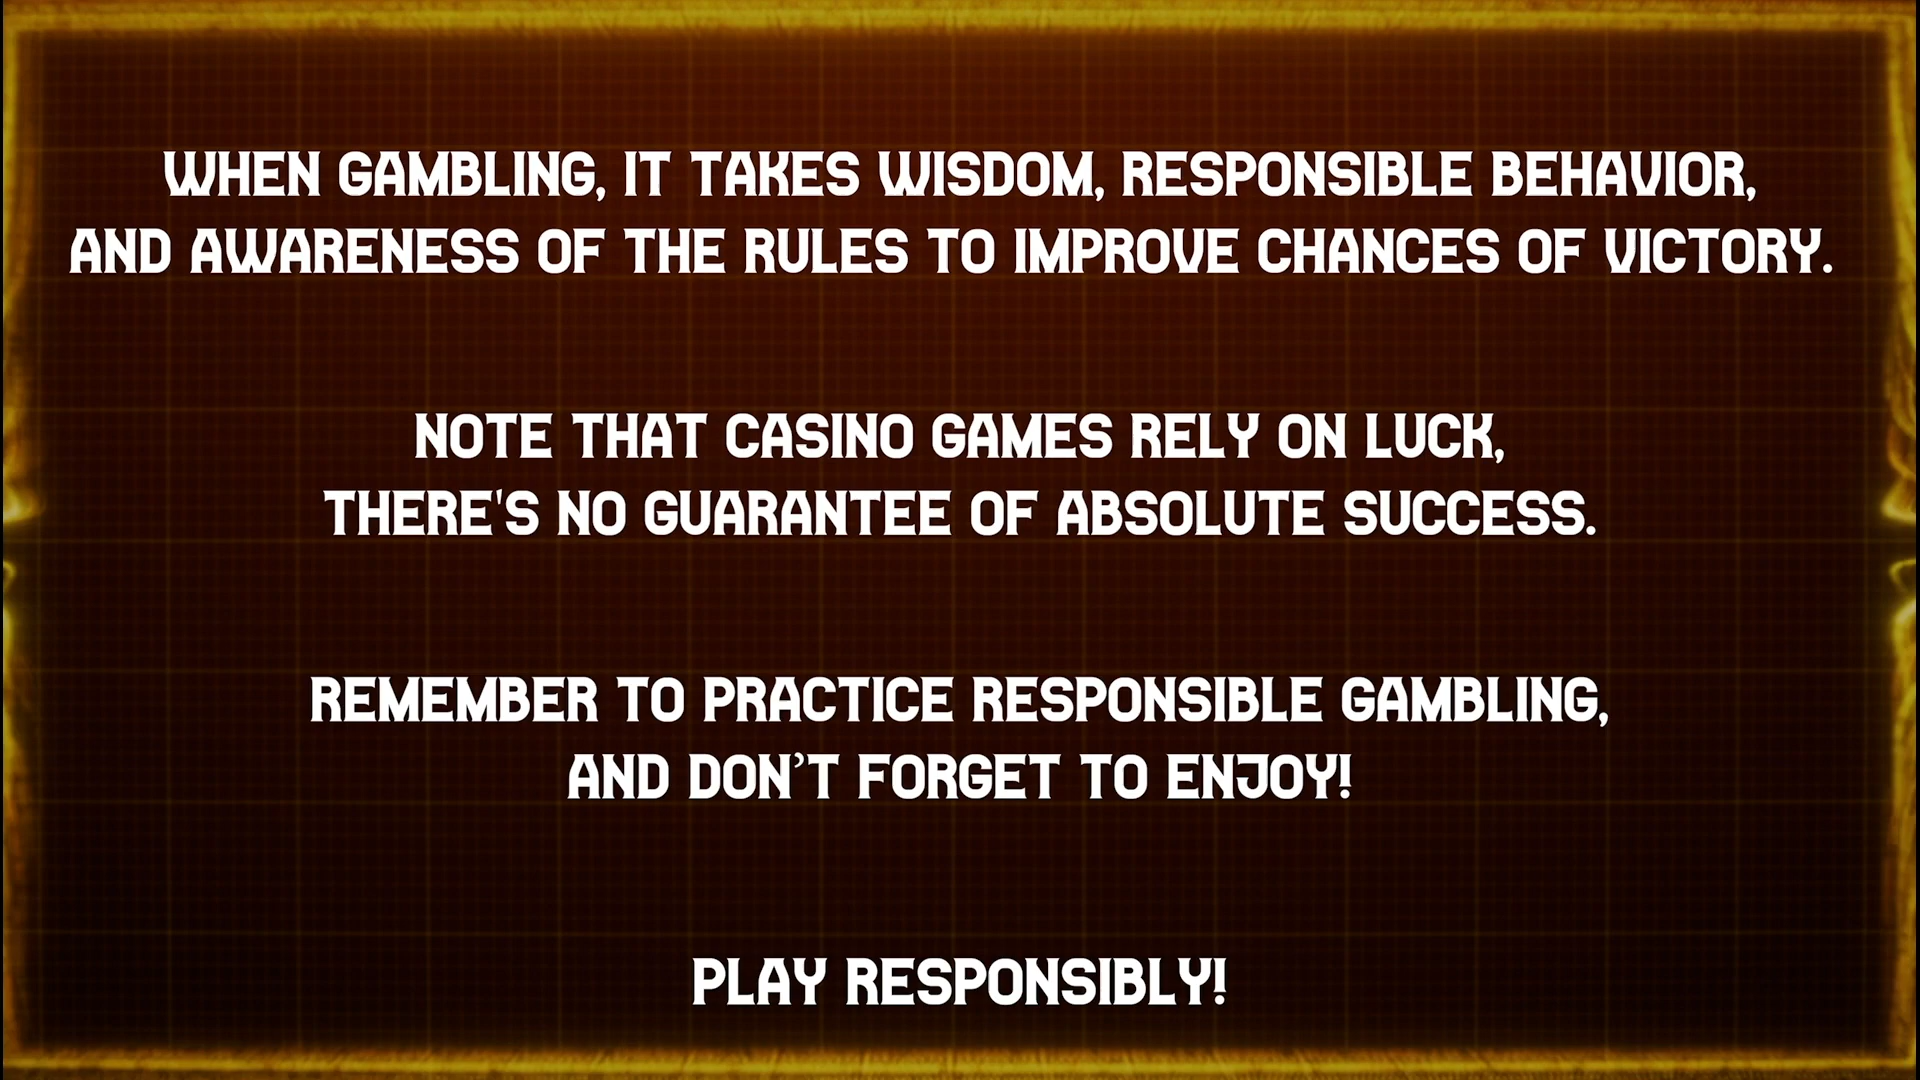 WHEN GAMBLING, IT TAKES WISDOM, RESPONSIBLE BEHAVIOR,
AND AWARENESS OF THE RULES TO IMPROVE CHANCES OF VICTORY.
NOTE THAT CASINO GAMES RELY ON LUCK,
THERE'S NO GUARANTEE OF ABSOLUTE SUCCESS.
REMEMBER TO PRACTICE RESPONSIBLE GAMBLING,
AND DON’T FORGET TO ENJOY!
PLAY RESPONSIBLY!